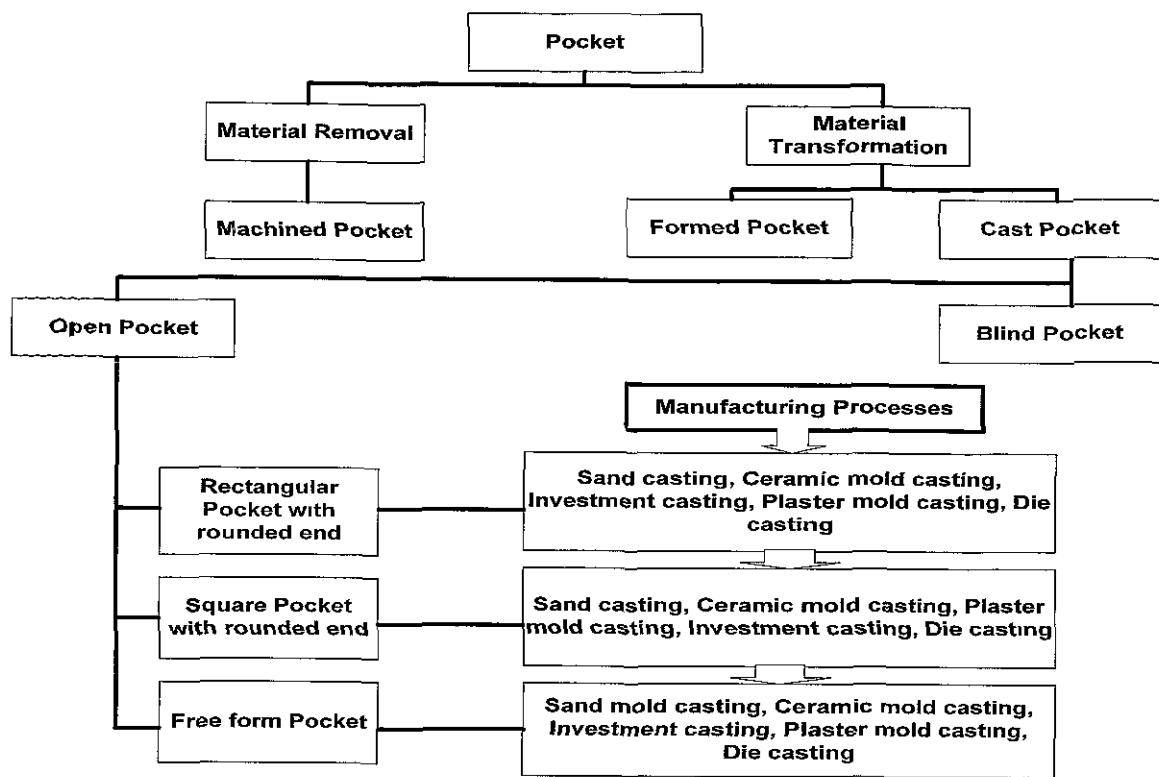 Pocket
Material Removal
Material
Transformation
Machined Pocket
Formed Pocket
Cast Pocket
Open Pocket
Blind Pocket
Manufacturing Processes
Rectangular
Pocket with
rounded end
Sand casting, Ceramic mold casting,
Investment casting, Plaster mold casting, Die
casting
Square Pocket
with rounded end
Sand casting, Ceramic mold casting, Plaster
mold casting, Investment casting, Die casting
Free form Pocket
Sand mold casting, Ceramic mold casting,
Investment casting, Plaster mold casting,
Die casting